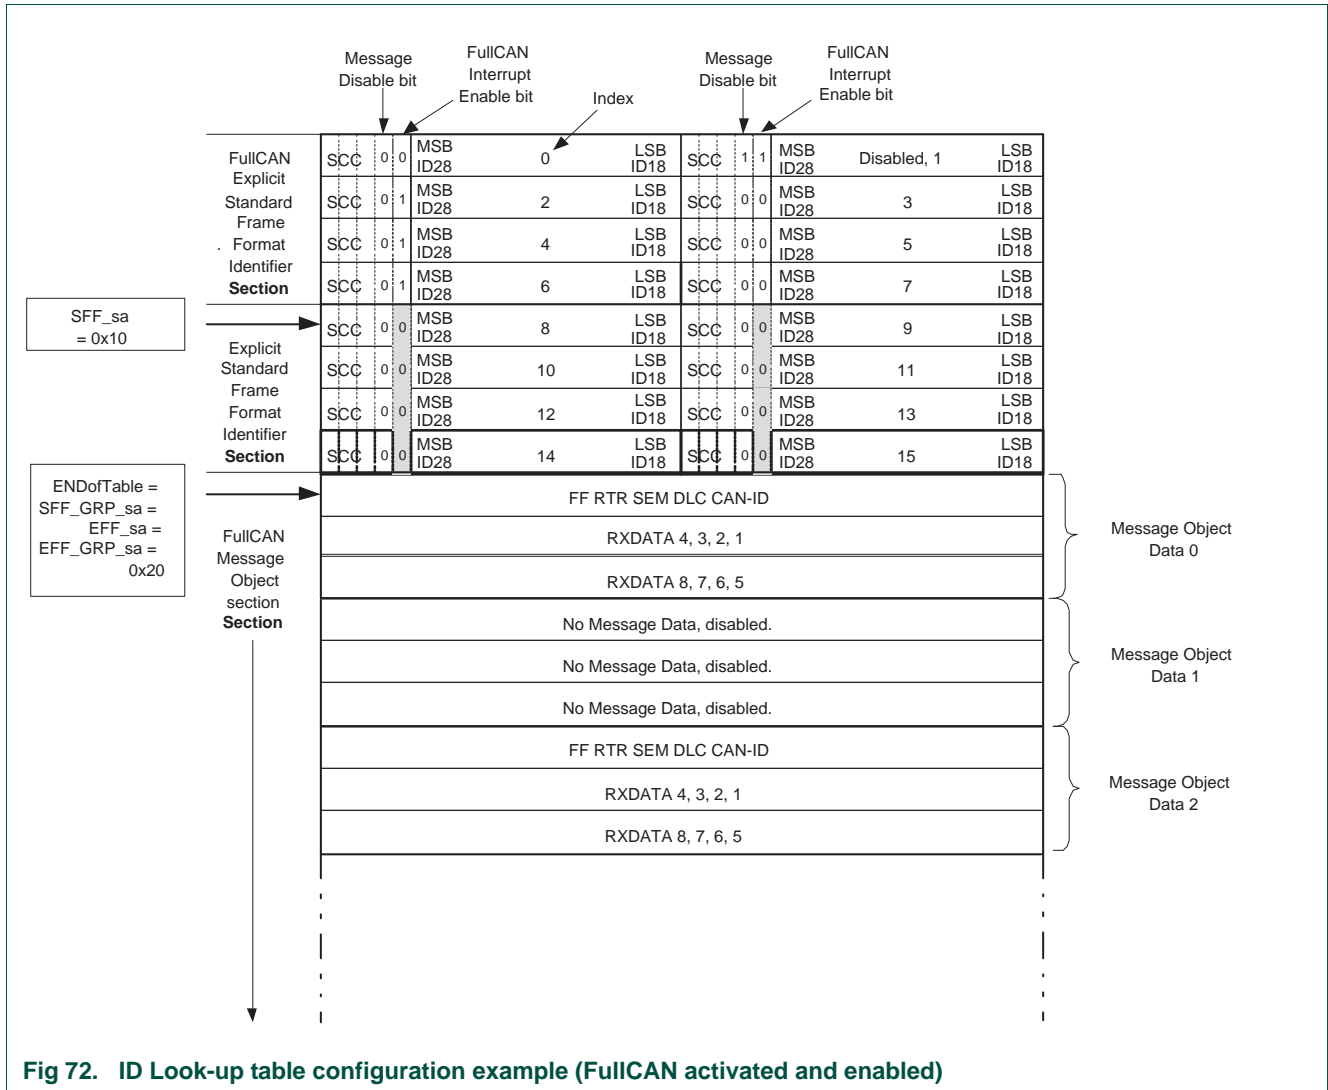 Message
Disable bit
FullCAN
Interrupt
Enable bit
Index
Message
Disable bit
FullCAN
Interrupt
Enable bit
FullCAN
Explicit
Standard
Frame
. Format
Identifier
Section
SCC 0 0 MSB ID28 0 LSB ID18 SCC 1 1 MSB ID28 Disabled, 1 LSB ID18
SCC 0 1 MSB ID28 2 LSB ID18 SCC 0 0 MSB ID28 3 LSB ID18
SCC 0 1 MSB ID28 4 LSB ID18 SCC 0 0 MSB ID28 5 LSB ID18
SCC 0 1 MSB ID28 6 LSB ID18 SCC 0 0 MSB ID28 7 LSB ID18
SFF_sa
= 0x10
Explicit
Standard
Frame
Format
Identifier
Section
SCC 0 0 MSB ID28 8 LSB ID18 SCC 0 0 MSB ID28 9 LSB ID18
SCC 0 0 MSB ID28 10 LSB ID18 SCC 0 0 MSB ID28 11 LSB ID18
SCC 0 0 MSB ID28 12 LSB ID18 SCC 0 0 MSB ID28 13 LSB ID18
SCC 0 0 MSB ID28 14 LSB ID18 SCC 0 0 MSB ID28 15 LSB ID18
ENDofTable =
SFF_GRP_sa =
EFF_sa =
EFF_GRP_sa =
0x20
FullCAN
Message
Object
section
Section
FF RTR SEM DLC CAN-ID
RXDATA 4, 3, 2, 1
RXDATA 8, 7, 6, 5
Message Object
Data 0
No Message Data, disabled.
No Message Data, disabled.
No Message Data, disabled.
Message Object
Data 1
FF RTR SEM DLC CAN-ID
RXDATA 4, 3, 2, 1
RXDATA 8, 7, 6, 5
Message Object
Data 2
Fig 72. ID Look-up table configuration example (FullCAN activated and enabled)